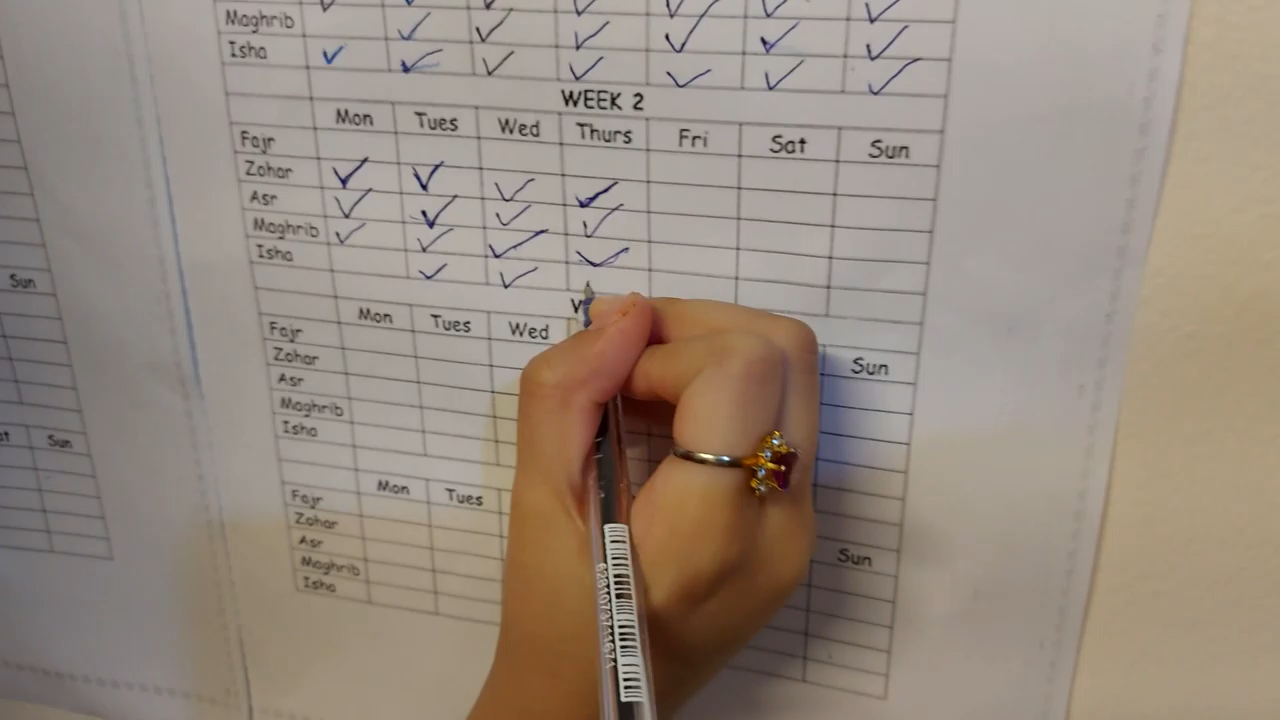 Maghrib
Isha
WEEK 2
Mon Tues Wed Thurs Fri Sat Sun
Fajr
Zohar
Asr
Maghrib
Isha
Mon Tues Wed Sun
Fajr
Zohar
Asr
Maghrib
Isha
Mon Tues Sun
Fajr
Zohar
Asr
Maghrib
Isha
Sun
Sun